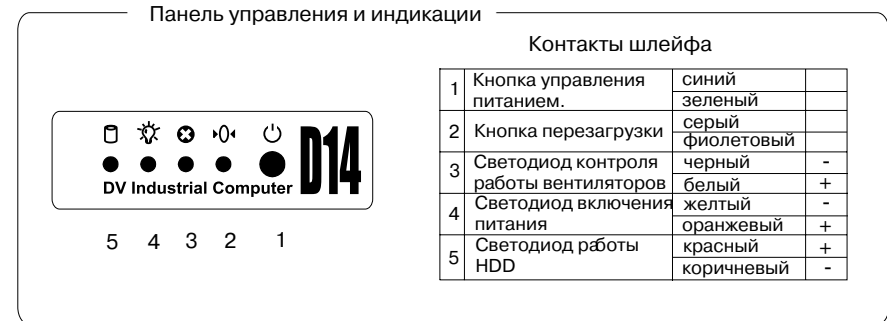 Панель управления и индикации
Контакты шлейфа
DV Industrial Computer
D14
5 4 3 2 1
1 Кнопка управления питанием. синий
зеленый
2 Кнопка перезагрузки серый
фиолетовый
3 Светодиод контроля черный -
работы вентиляторов белый +
4 Светодиод включения желтый -
питания оранжевый +
5 Светодиод работы красный +
HDD коричневый -